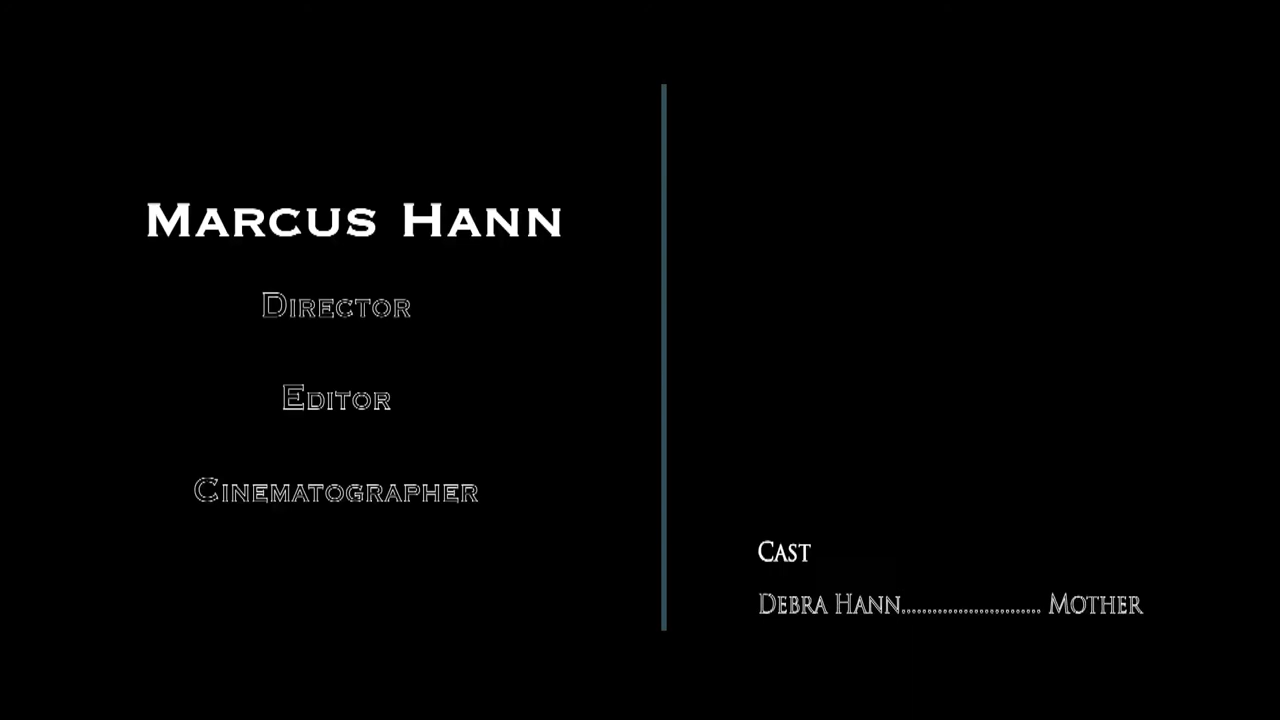 Marcus Hann
Director
Editor
Cinematographer
Cast
Debra Hann........................... Mother